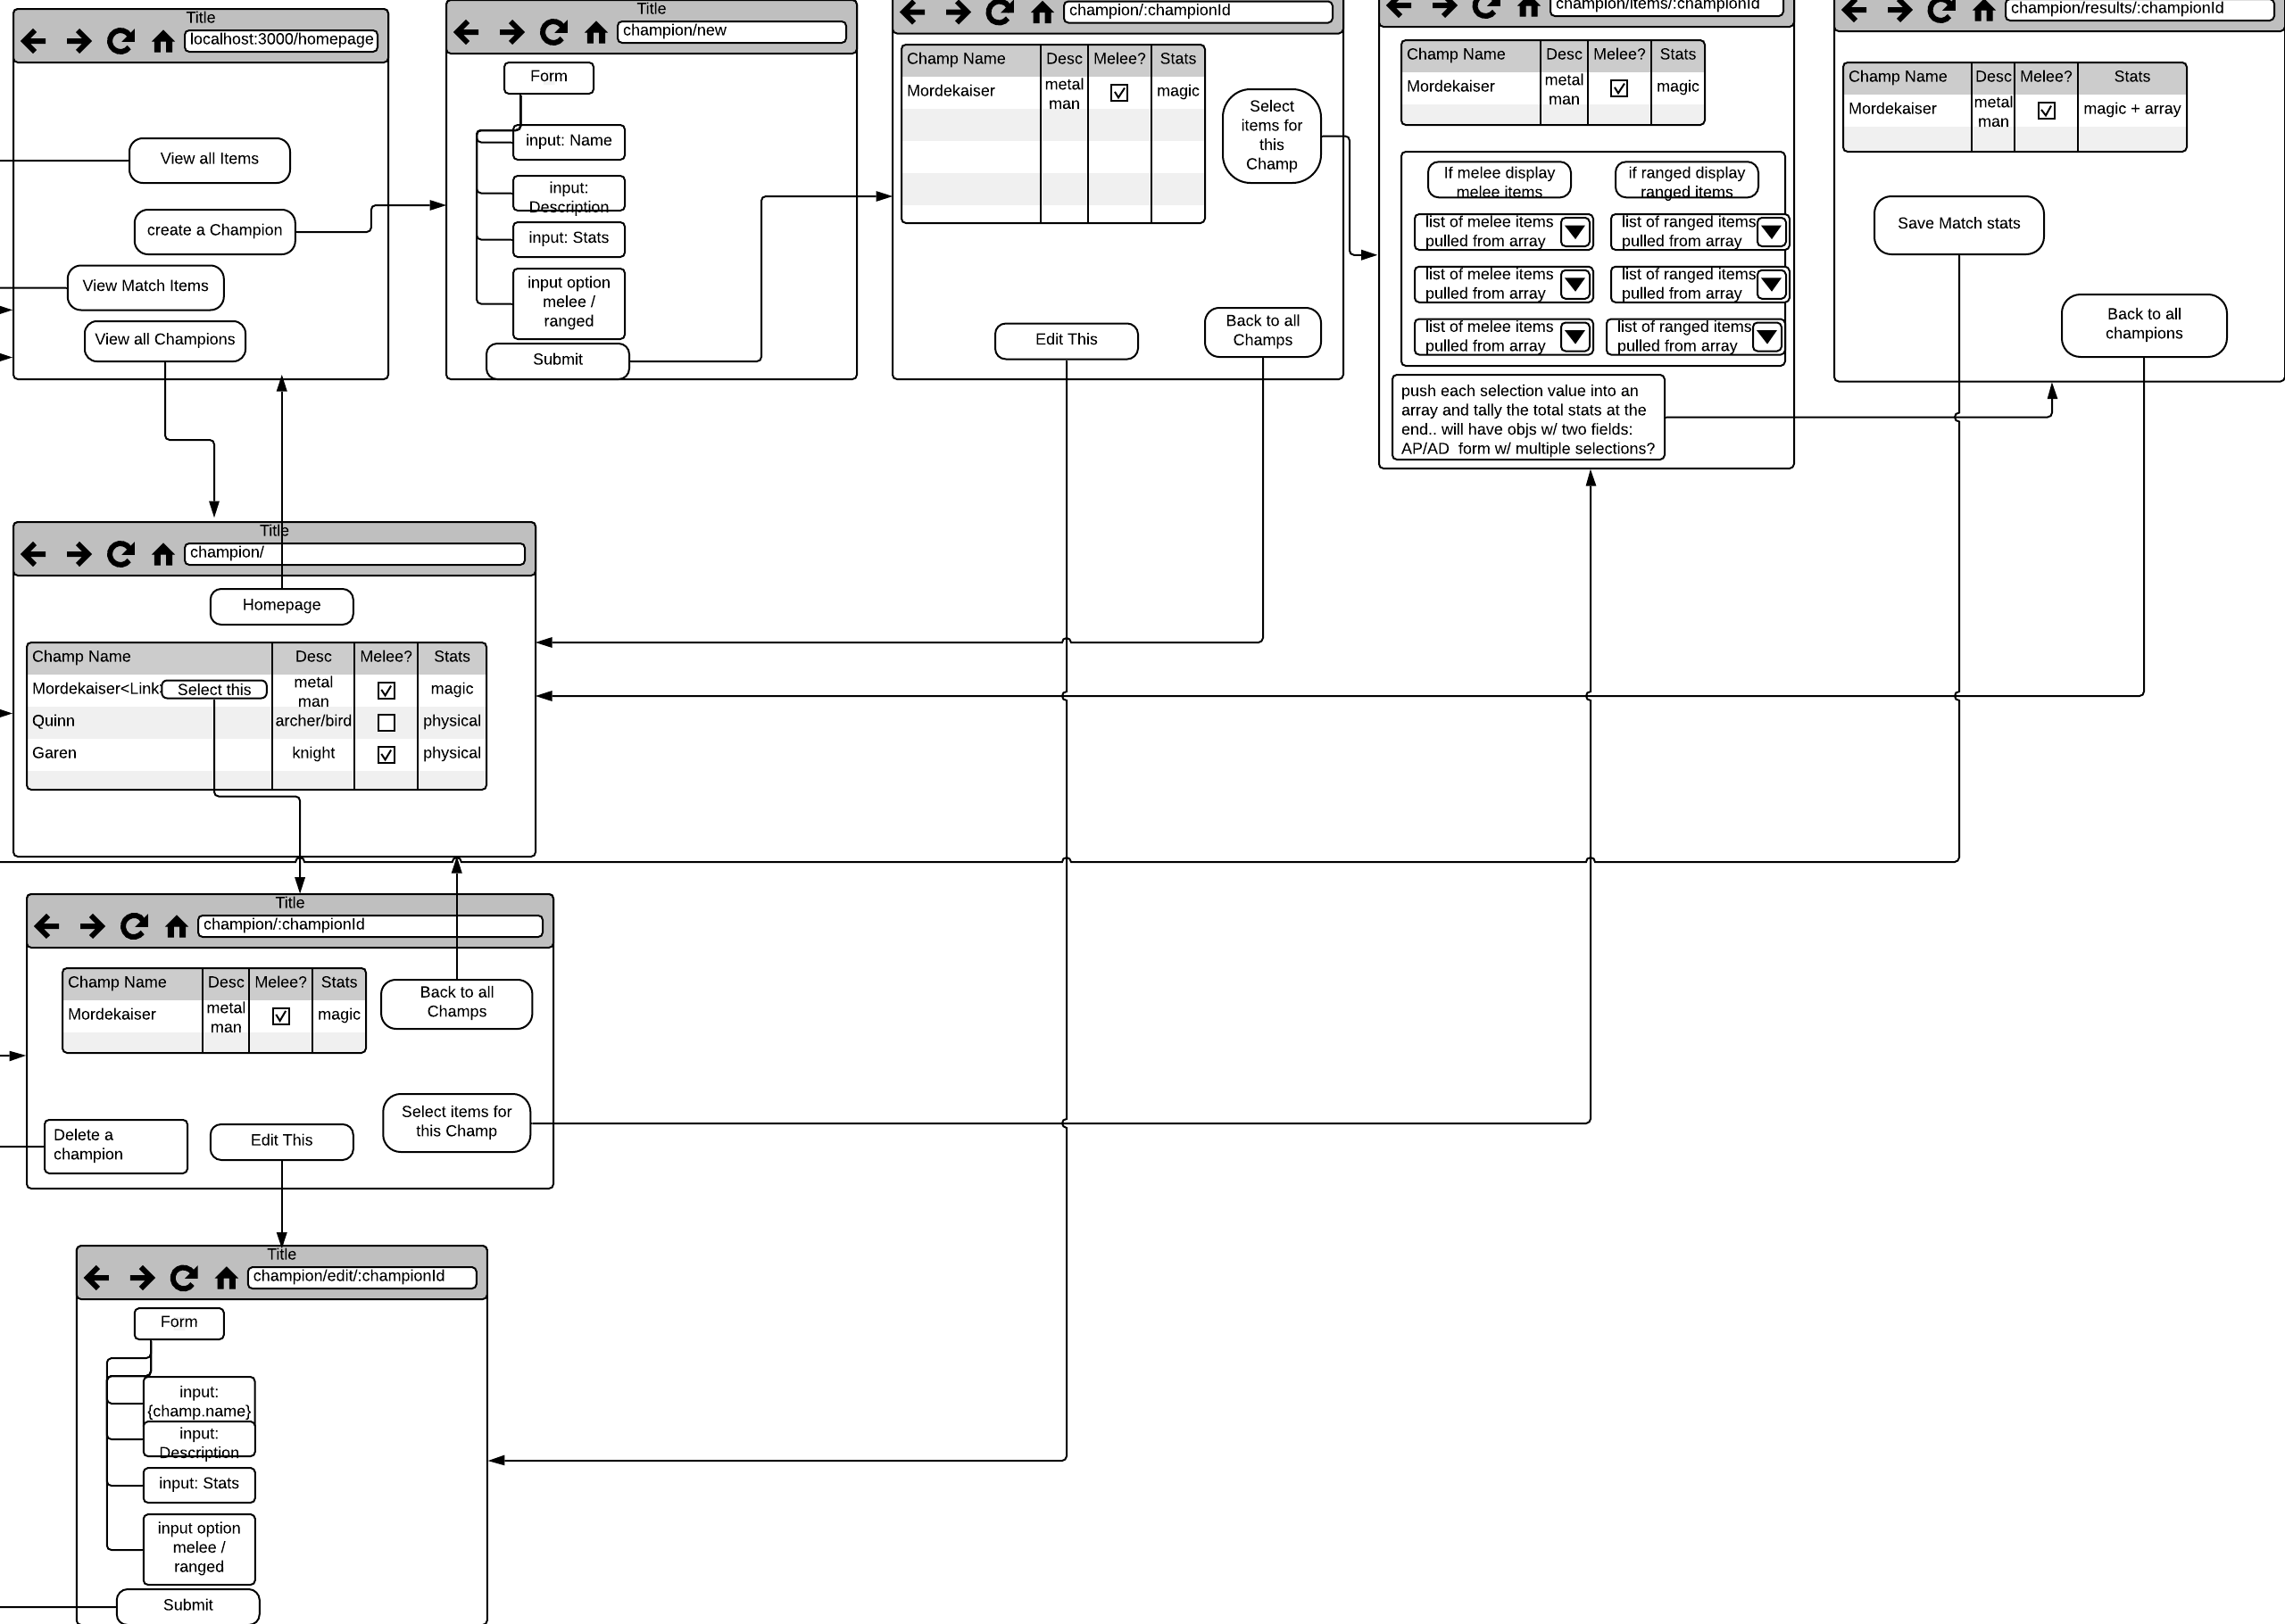 Title
localhost:3000/homepage
View all Items
create a Champion
View Match Items
View all Champions
Title
champion/new
Form
input: Name
input:
Description
input: Stats
input option
melee /
ranged
Submit
champion/:championId
Champ Name Desc Melee? Stats
Mordekaiser metal man magic
Select
items for
this
Champ
Edit This
Back to all
Champs
champion/items/:championId
Champ Name Desc Melee? Stats
Mordekaiser metal man magic
If melee display
melee items
if ranged display
ranged items
list of melee items
pulled from array
list of ranged items
pulled from array
list of melee items
pulled from array
list of ranged items
pulled from array
list of melee items
pulled from array
list of ranged items
pulled from array
push each selection value into an
array and tally the total stats at the
end.. will have objs w/ two fields:
AP/AD form w/ multiple selections?
champion/results/:championId
Champ Name Desc Melee? Stats
Mordekaiser metal man magic + array
Save Match stats
Back to all
champions
Title
champion/
Homepage
Champ Name Desc Melee? Stats
Mordekaiser<Link Select this metal man magic
Quinn archer/bird physical
Garen knight physical
Title
champion/:championId
Champ Name Desc Melee? Stats
Mordekaiser metal man magic
Back to all
Champs
Select items for
this Champ
Delete a
champion
Edit This
Title
champion/edit/:championId
Form
input:
{champ.name}
input:
Description
input: Stats
input option
melee /
ranged
Submit